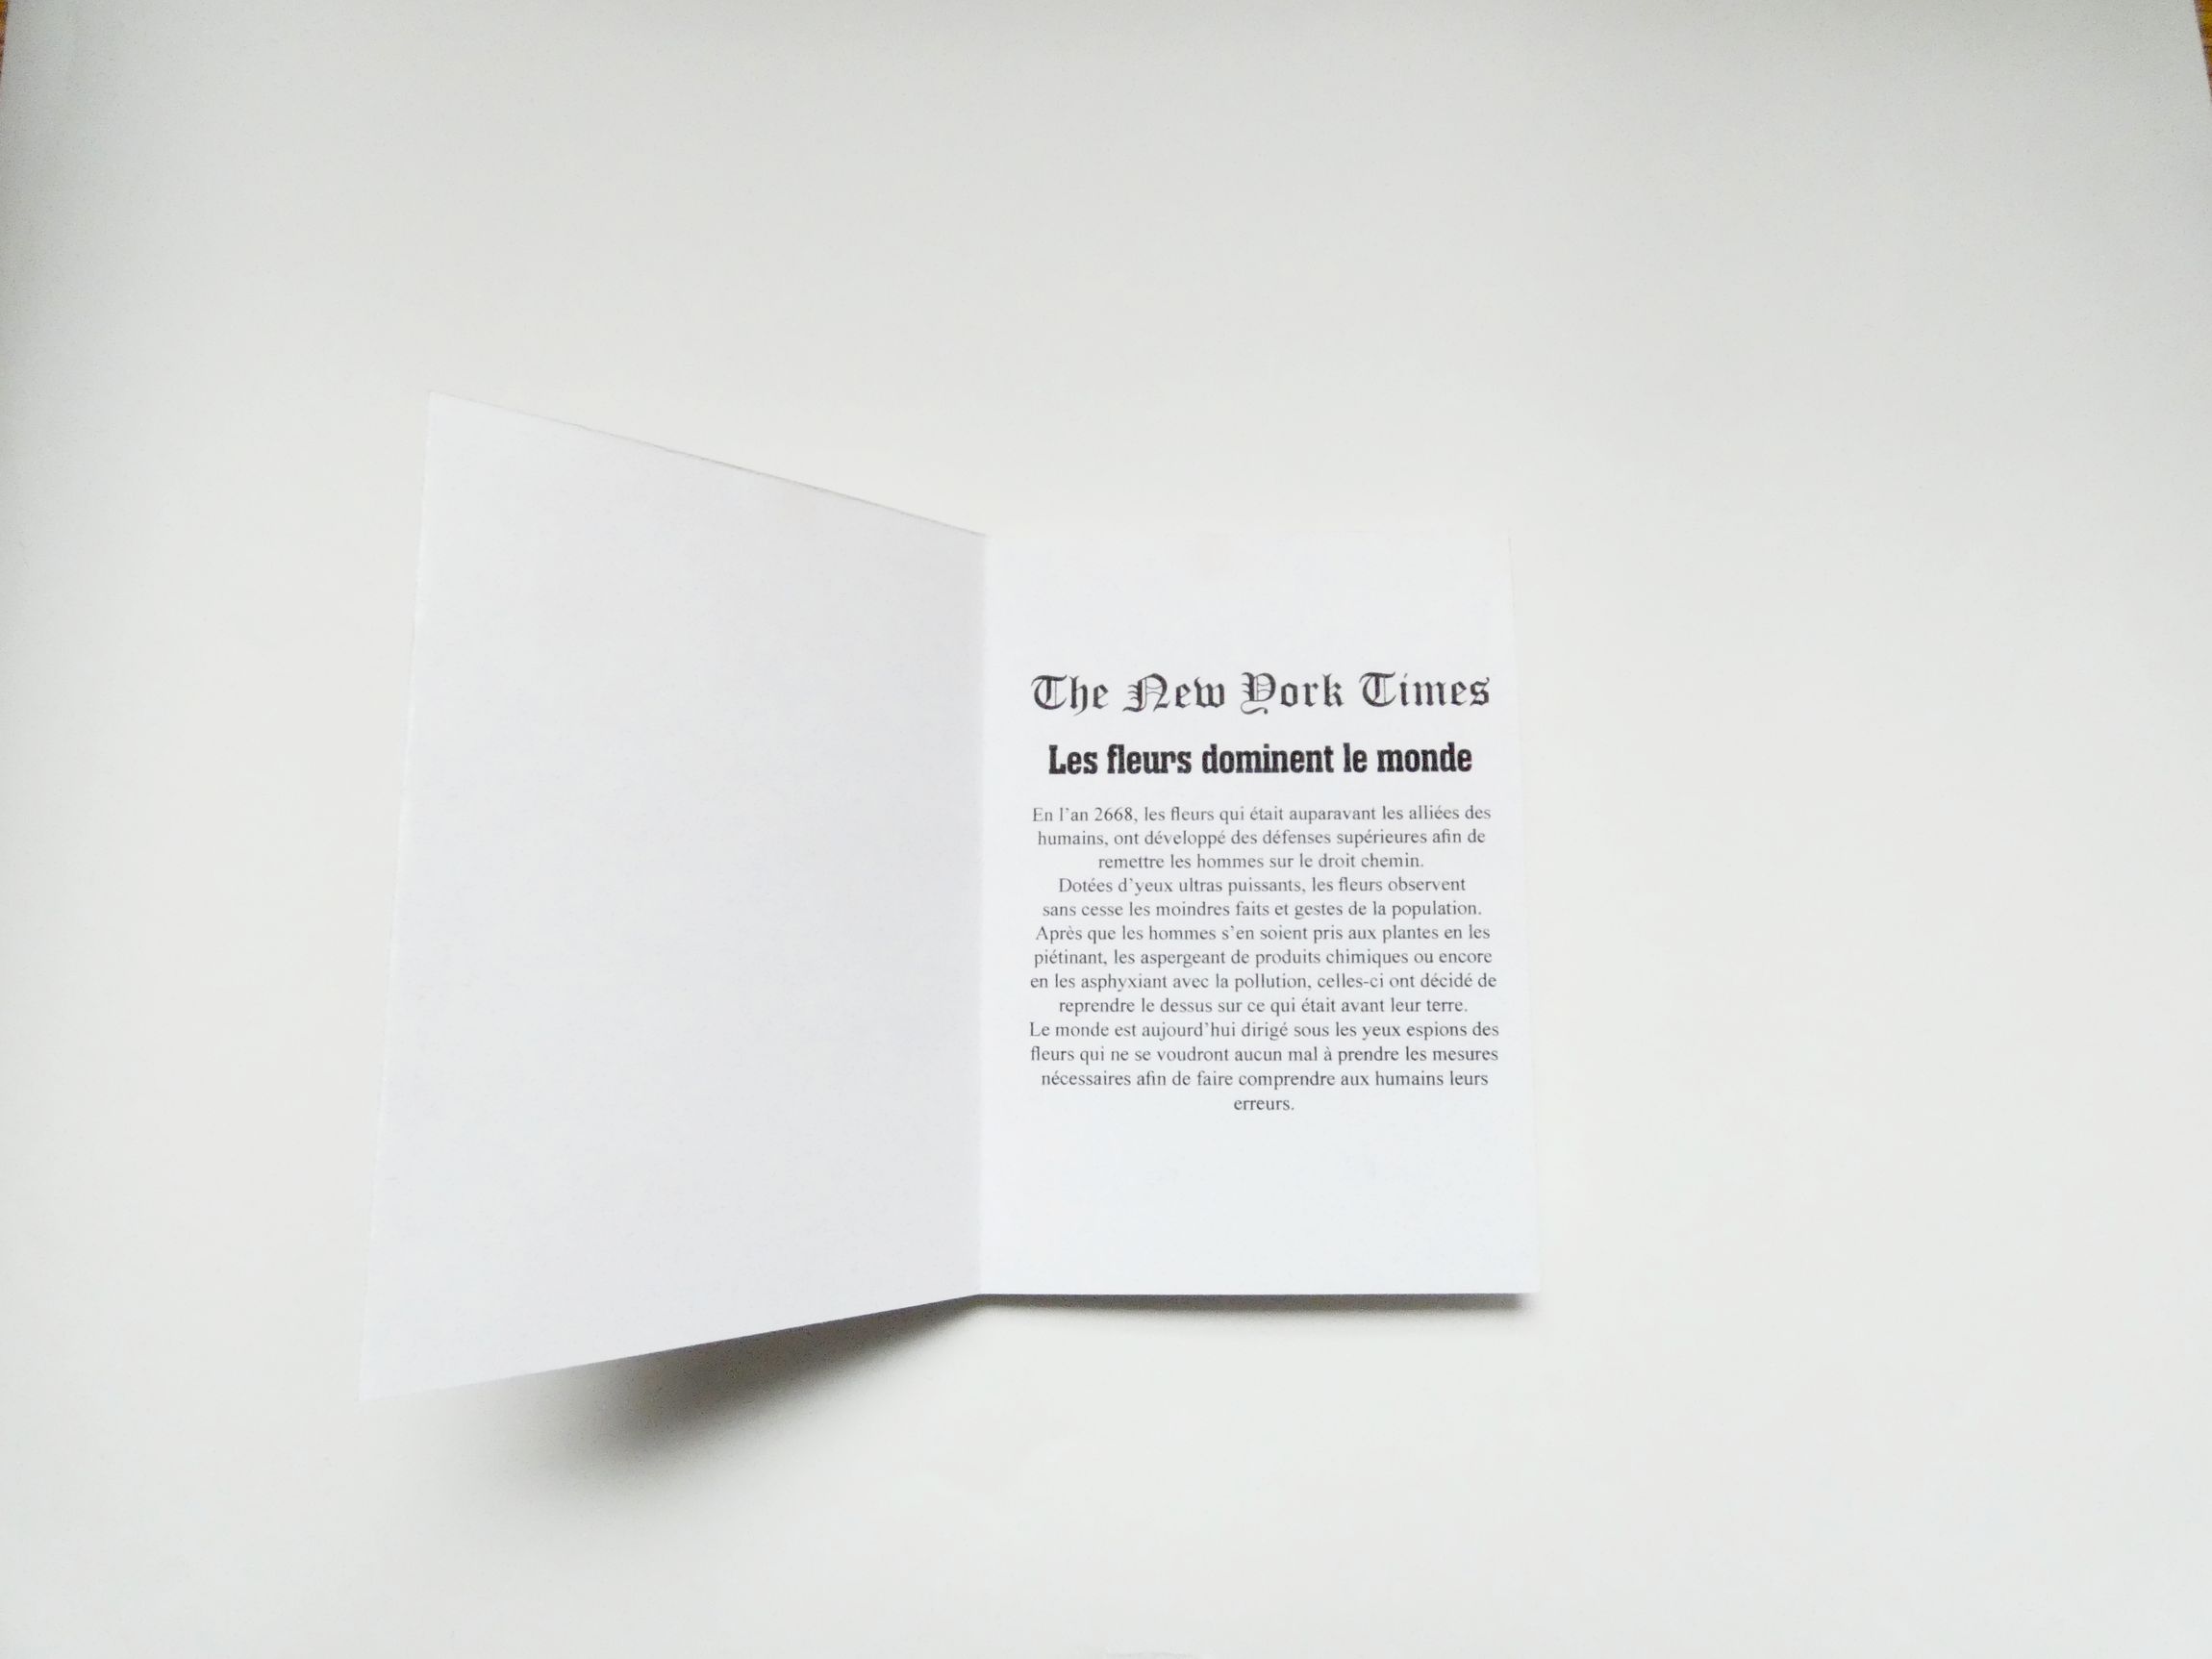 The New York Times
Les fleurs dominent le monde
En l'an 2668, les fleurs qui était auparavant les alliées des
humains, ont développé des défenses supérieures afin de
remettre les hommes sur le droit chemin.
Dotées d'yeux ultras puissants, les fleurs observent
sans cesse les moindres faits et gestes de la population.
Après que les hommes s'en soient pris aux plantes en les
piétinant, les aspergeant de produits chimiques ou encore
en les asphyxiant avec la pollution, celles-ci ont décidé de
reprendre le dessus sur ce qui était avant leur terre.
Le monde est aujourd'hui dirigé sous les yeux espions des
fleurs qui ne se voudront aucun mal à prendre les mesures
nécessaires afin de faire comprendre aux humains leurs
erreurs.